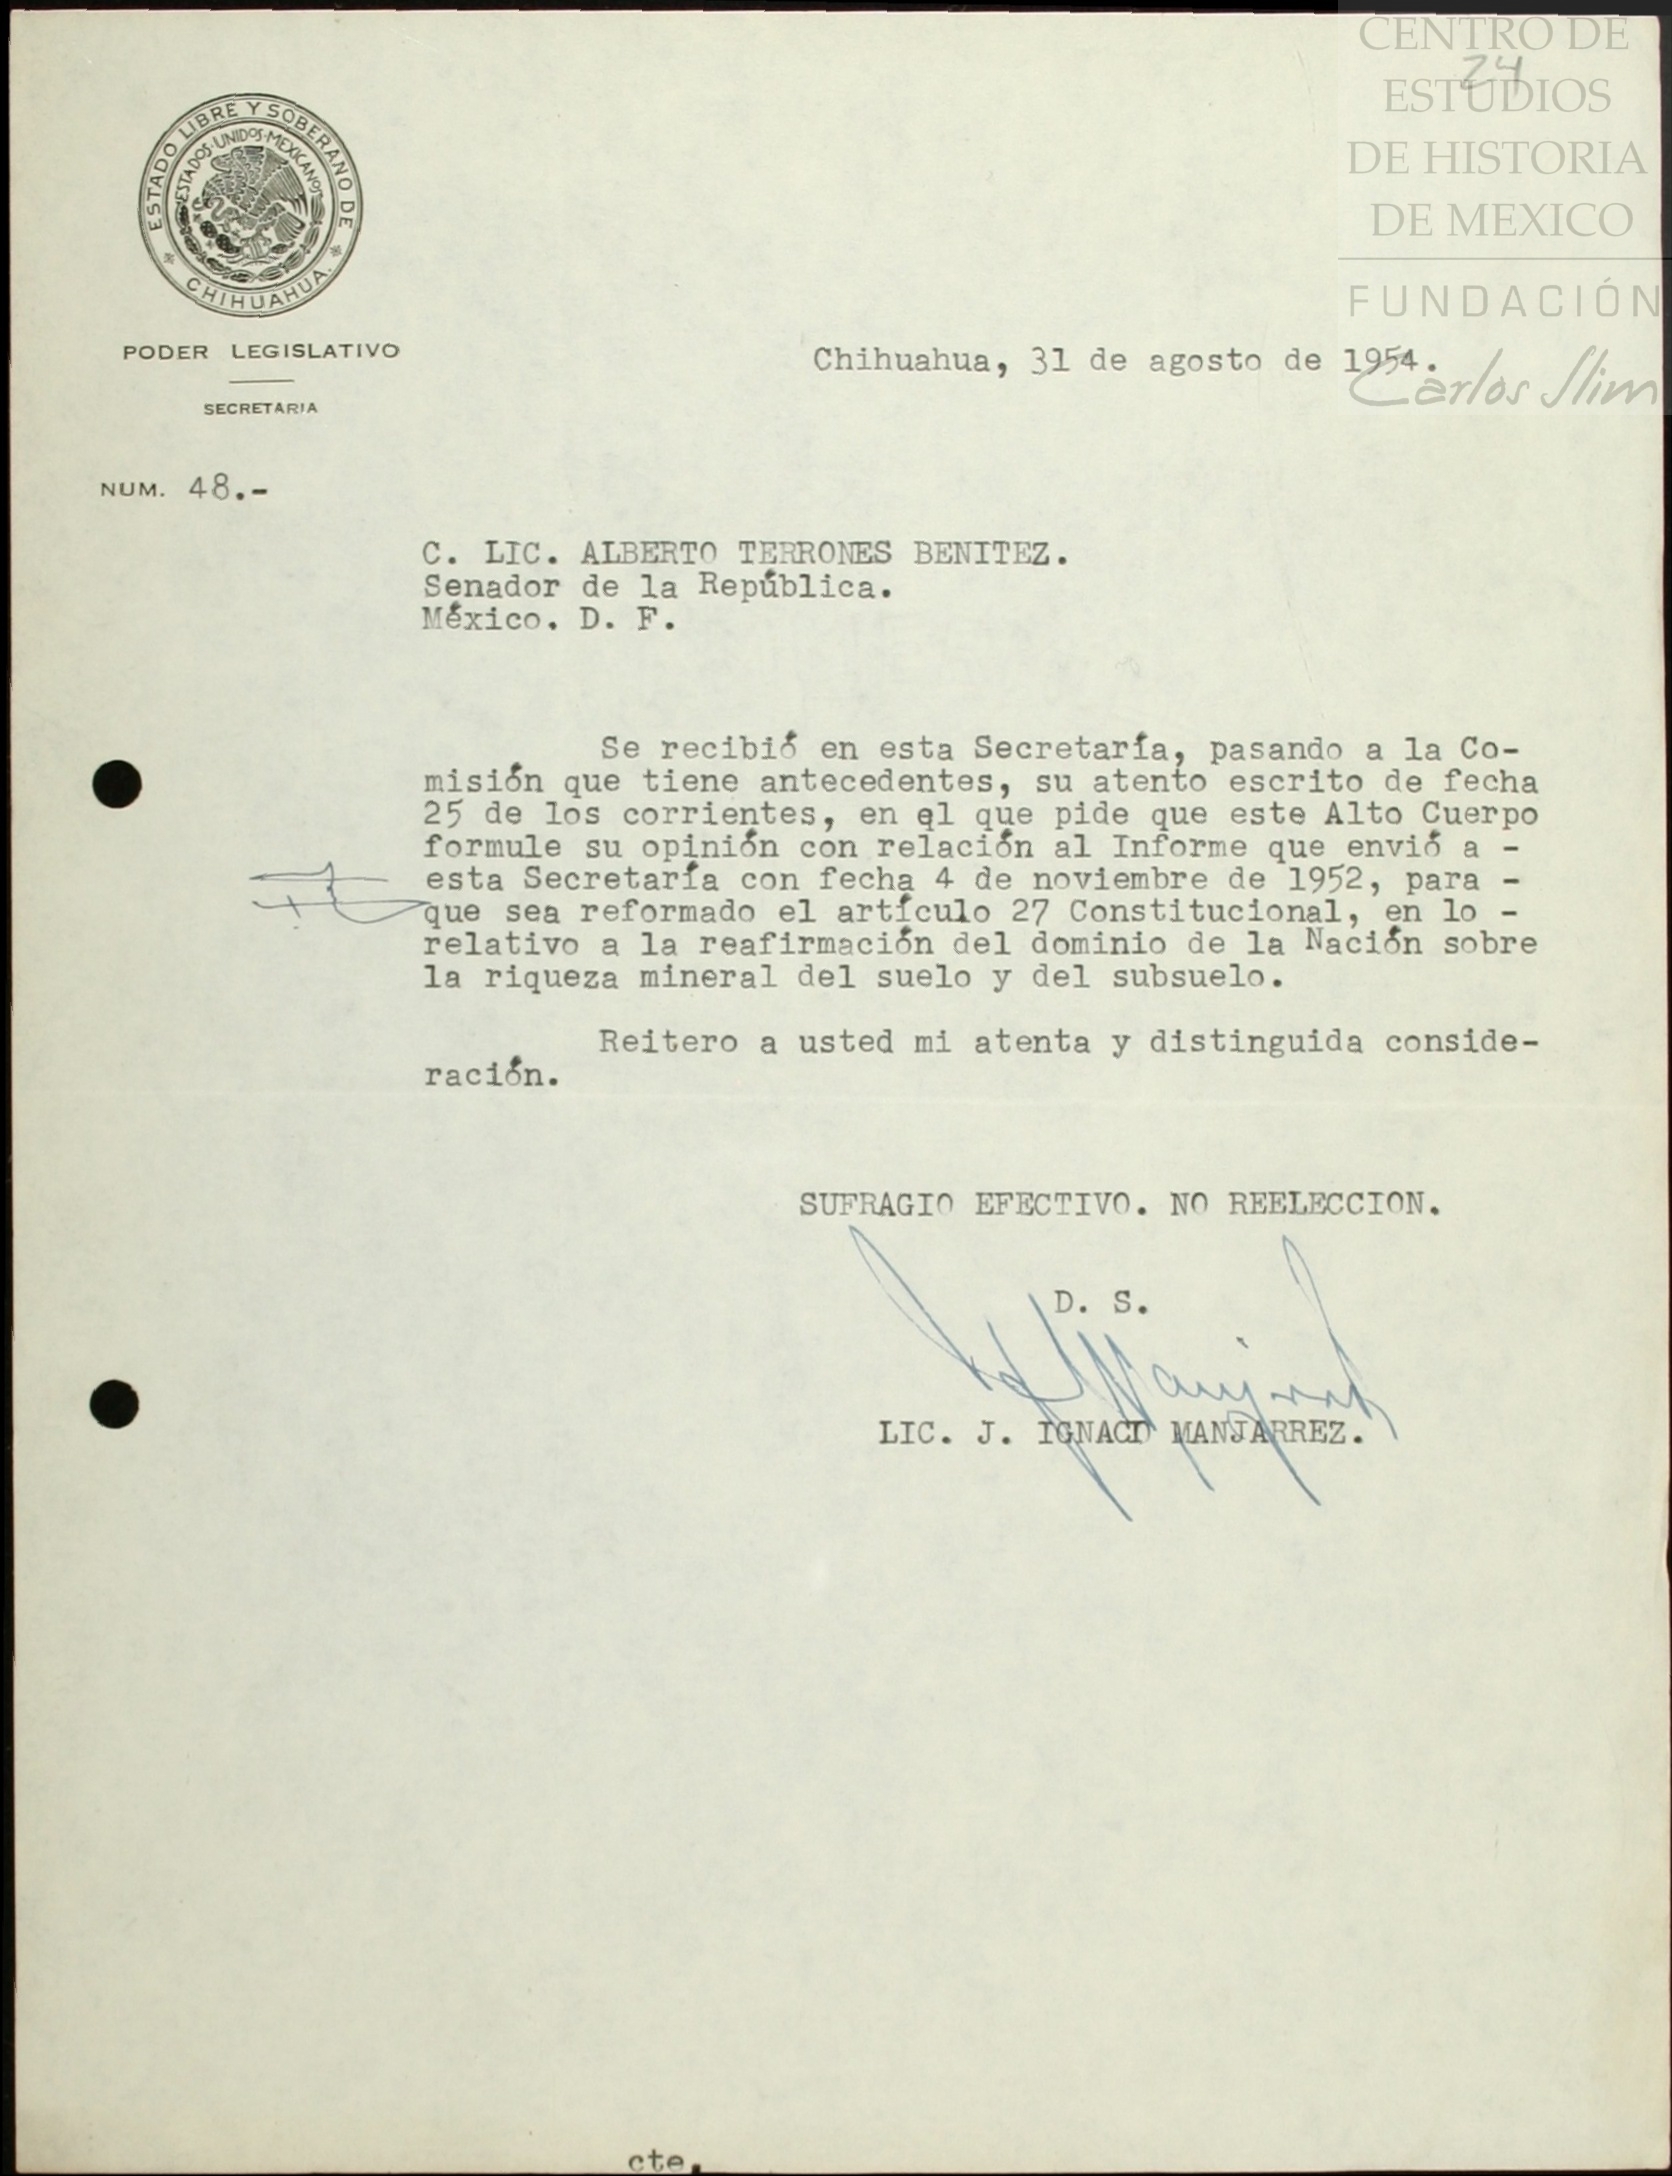 CENTRO DE
24
ESTUDIOS
DE HISTORIA
DE MEXICO
FUNDACIÓN
Carlos Slim
ESTADO LIBRE Y SOBERANO DE
CHIHUAHUA.
ESTADOS·UNIDOS·MEXICANOS
PODER LEGISLATIVO
SECRETARIA
Chihuahua, 31 de agosto de 1954.
NUM. 48.-
C. LIC. ALBERTO TERRONES BENITEZ.
Senador de la República.
México. D. F.
Se recibió en esta Secretaría, pasando a la Co-
misión que tiene antecedentes, su atento escrito de fecha
25 de los corrientes, en el que pide que este Alto Cuerpo
formule su opinión con relación al Informe que envió a -
esta Secretaría con fecha 4 de noviembre de 1952, para -
que sea reformado el artículo 27 Constitucional, en lo -
relativo a la reafirmación del dominio de la Nación sobre
la riqueza mineral del suelo y del subsuelo.
Reitero a usted mi atenta y distinguida conside-
ración.
SUFRAGIO EFECTIVO. NO REELECCION.
D. S.
LIC. J. IGNACIO MANJARREZ.
cte.